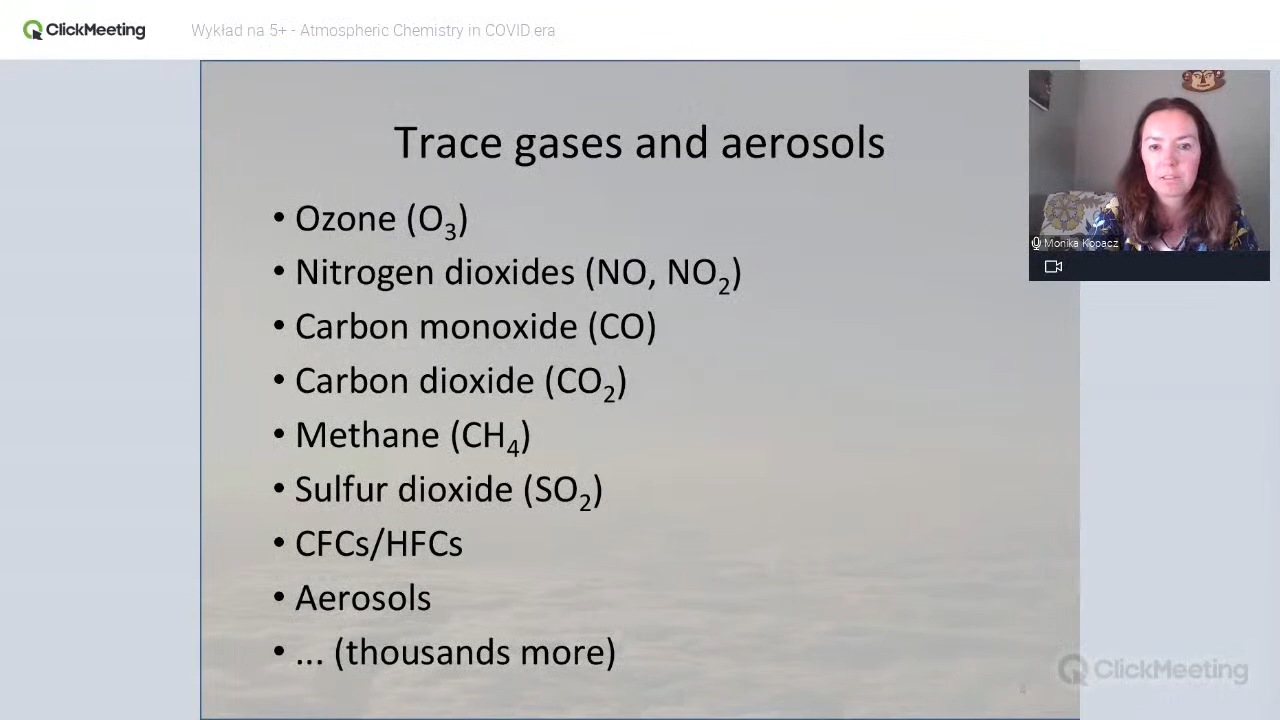 ClickMeeting
Wykład na 5+ - Atmospheric Chemistry in COVID era
Trace gases and aerosols
• Ozone (O₃)
• Nitrogen dioxides (NO, NO₂)
• Carbon monoxide (CO)
• Carbon dioxide (CO₂)
• Methane (CH₄)
• Sulfur dioxide (SO₂)
• CFCs/HFCs
• Aerosols
• ... (thousands more)
Monika Kopacz
ClickMeeting